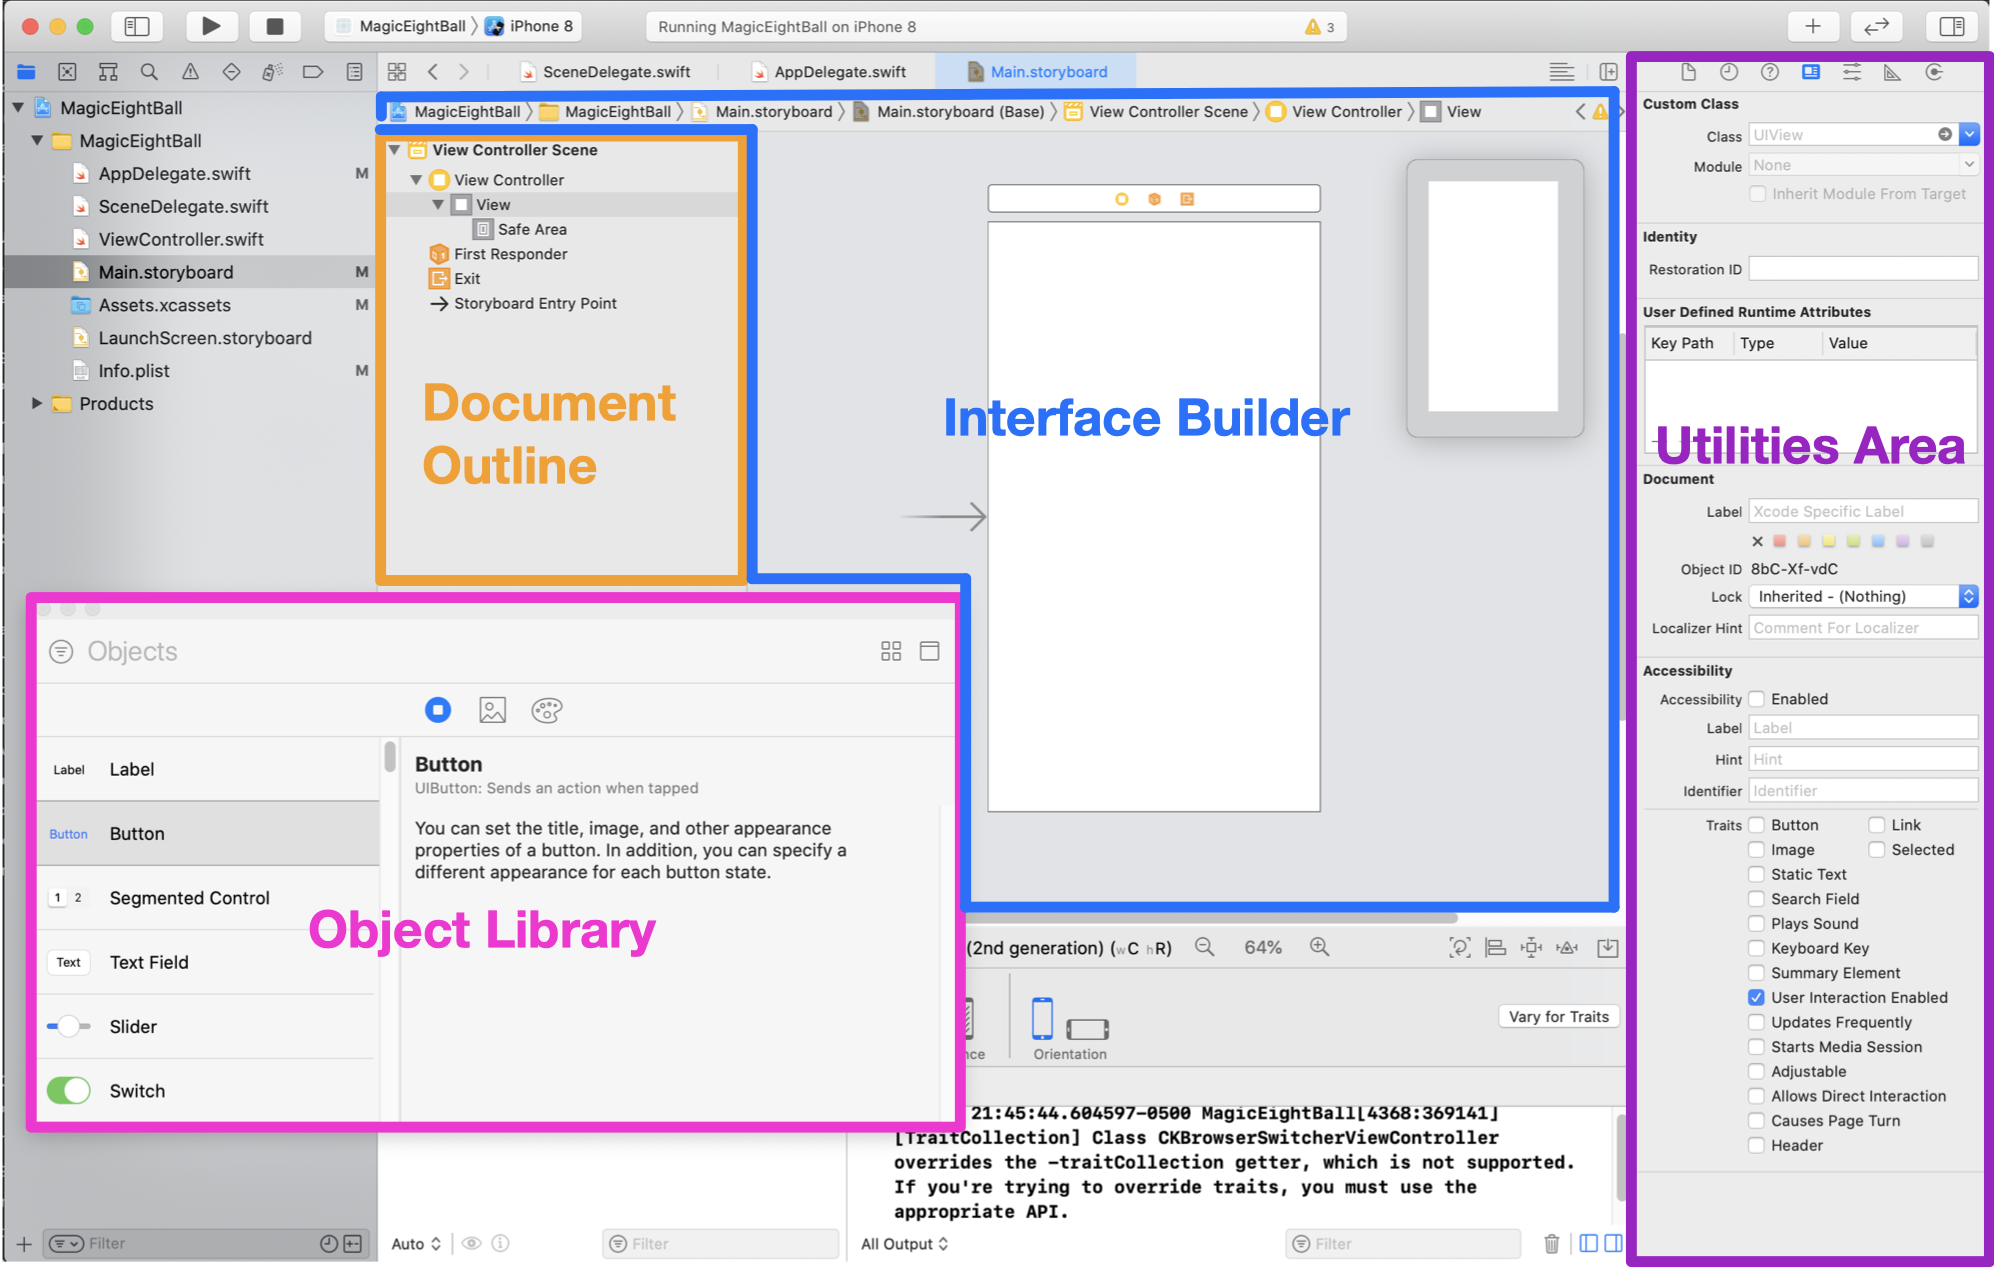 MagicEightBall 〉 iPhone 8
Running MagicEightBall on iPhone 8
3
SceneDelegate.swift
AppDelegate.swift
Main.storyboard
MagicEightBall
MagicEightBall
AppDelegate.swift M
SceneDelegate.swift
ViewController.swift
Main.storyboard M
Assets.xcassets M
LaunchScreen.storyboard
Info.plist M
Products
MagicEightBall 〉 MagicEightBall 〉 Main.storyboard 〉 Main.storyboard (Base) 〉 View Controller Scene 〉 View Controller 〉 View
View Controller Scene
View Controller
View
Safe Area
First Responder
Exit
Storyboard Entry Point
Document
Outline
Interface Builder
Utilities Area
Custom Class
Class UIView
Module None
Inherit Module From Target
Identity
Restoration ID
User Defined Runtime Attributes
Key Path Type Value
Document
Label Xcode Specific Label
Object ID 8bC-Xf-vdC
Lock Inherited - (Nothing)
Localizer Hint Comment For Localizer
Accessibility
Accessibility Enabled
Label Label
Hint Hint
Identifier Identifier
Traits Button Link
Image Selected
Static Text
Search Field
Plays Sound
Keyboard Key
Summary Element
User Interaction Enabled
Updates Frequently
Starts Media Session
Adjustable
Allows Direct Interaction
Causes Page Turn
Header
Objects
Label Label
Button Button
1 2 Segmented Control
Text Text Field
Slider
Switch
Button
UIButton: Sends an action when tapped
You can set the title, image, and other appearance
properties of a button. In addition, you can specify a
different appearance for each button state.
Object Library
(2nd generation) (wC hR) 64%
nce
Orientation
Vary for Traits
21:45:44.604597-0500 MagicEightBall[4368:369141]
[TraitCollection] Class CKBrowserSwitcherViewController
overrides the -traitCollection getter, which is not supported.
If you're trying to override traits, you must use the
appropriate API.
Filter
Auto
Filter
All Output
Filter